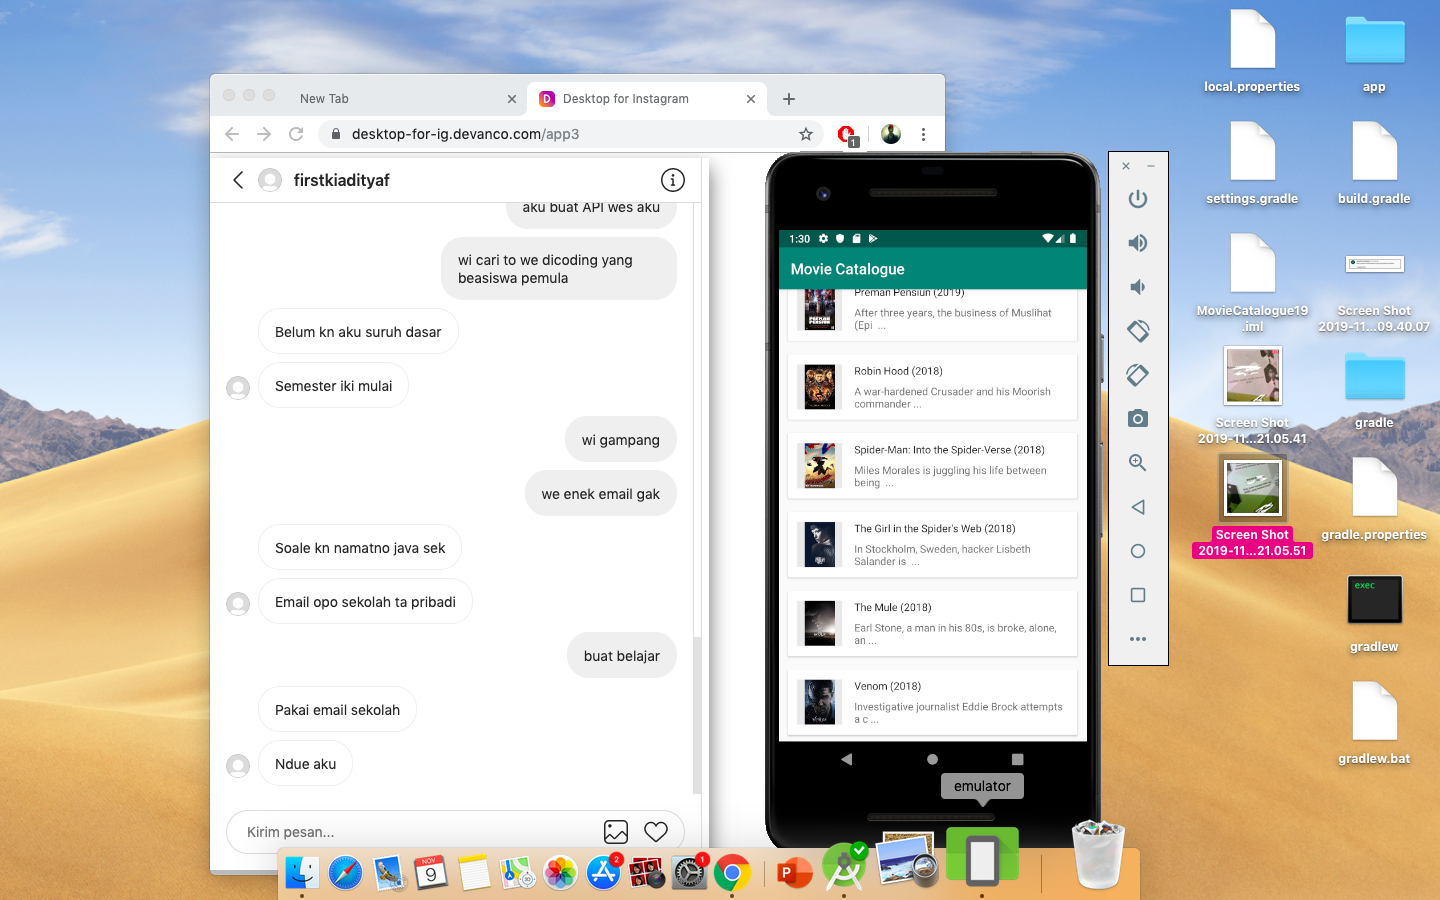 New Tab
Desktop for Instagram
desktop-for-ig.devanco.com/app3
1
firstkiadityaf
aku buat API wes aku
wi cari to we dicoding yang
beasiswa pemula
Belum kn aku suruh dasar
Semester iki mulai
wi gampang
we enek email gak
Soale kn namatno java sek
Email opo sekolah ta pribadi
buat belajar
Pakai email sekolah
Ndue aku
Kirim pesan...
1:30
Movie Catalogue
Preman Pensiun (2019)
After three years, the business of Muslihat
(Epi ...
Robin Hood (2018)
A war-hardened Crusader and his Moorish
commander ...
Spider-Man: Into the Spider-Verse (2018)
Miles Morales is juggling his life between
being ...
The Girl in the Spider's Web (2018)
In Stockholm, Sweden, hacker Lisbeth
Salander is ...
The Mule (2018)
Earl Stone, a man in his 80s, is broke, alone,
an ...
Venom (2018)
Investigative journalist Eddie Brock attempts
a c ...
emulator
local.properties
app
settings.gradle
build.gradle
MovieCatalogue19
.iml
Screen Shot
2019-11...09.40.07
Screen Shot
2019-11...21.05.41
gradle
Screen Shot
2019-11...21.05.51
gradle.properties
exec
gradlew
gradlew.bat
NOV
9
2
1
P